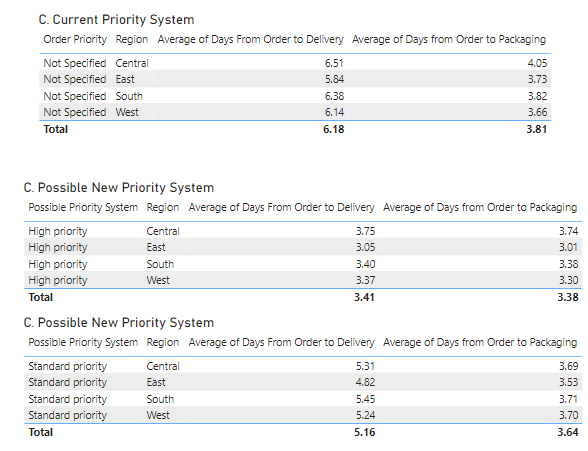 C. Current Priority System
Order Priority Region Average of Days From Order to Delivery Average of Days from Order to Packaging
Not Specified Central 6.51 4.05
Not Specified East 5.84 3.73
Not Specified South 6.38 3.82
Not Specified West 6.14 3.66
Total 6.18 3.81
C. Possible New Priority System
Possible Priority System Region Average of Days From Order to Delivery Average of Days from Order to Packaging
High priority Central 3.75 3.74
High priority East 3.05 3.01
High priority South 3.40 3.38
High priority West 3.37 3.30
Total 3.41 3.38
C. Possible New Priority System
Possible Priority System Region Average of Days From Order to Delivery Average of Days from Order to Packaging
Standard priority Central 5.31 3.69
Standard priority East 4.82 3.53
Standard priority South 5.45 3.71
Standard priority West 5.24 3.70
Total 5.16 3.64